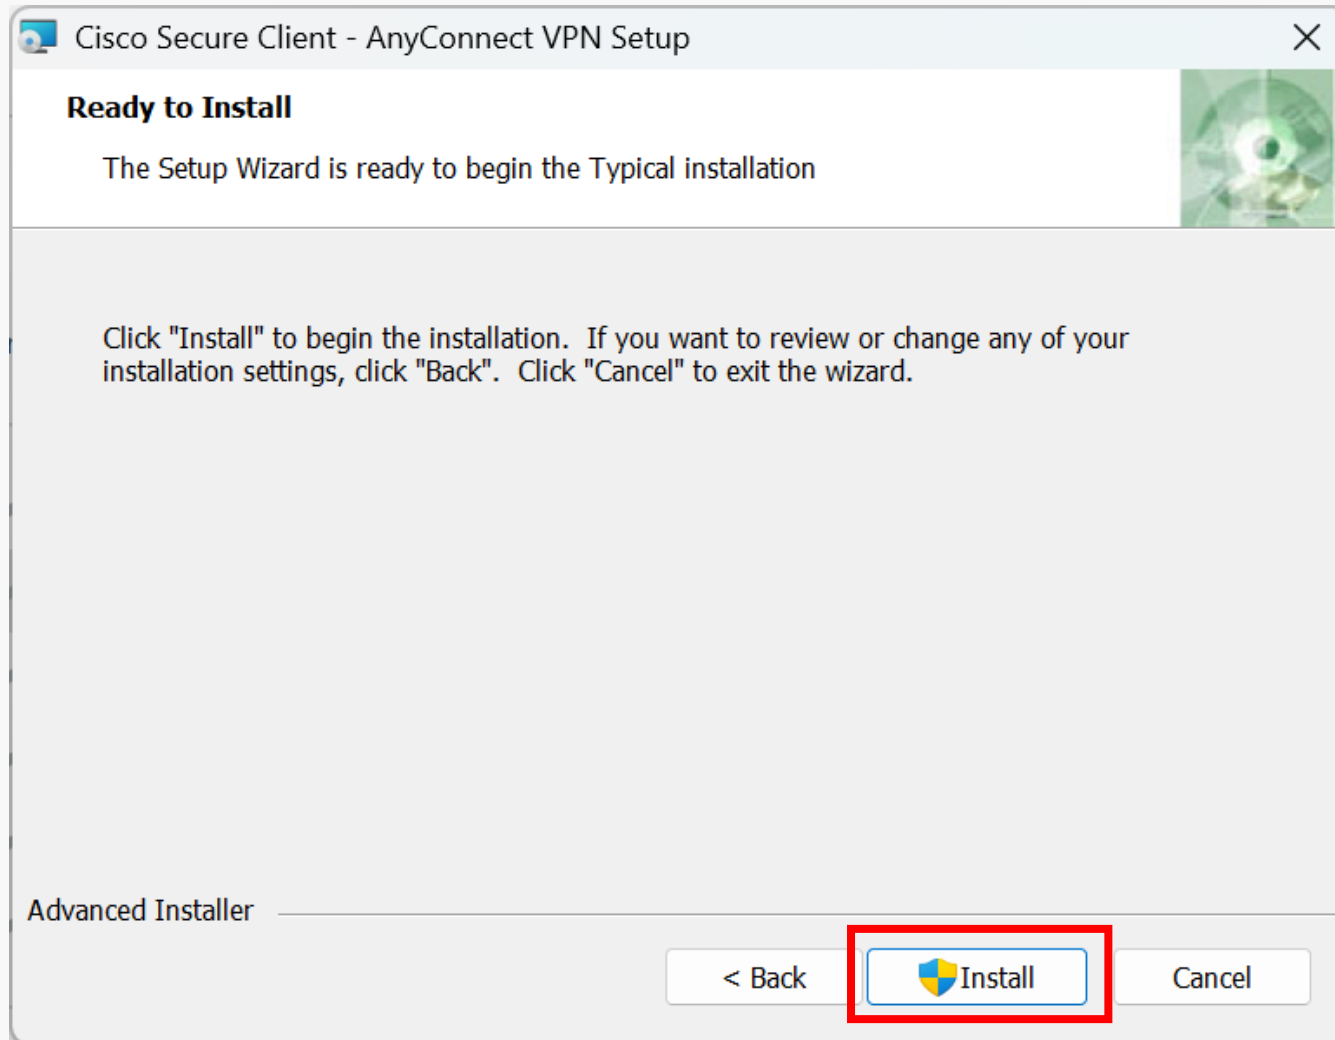 Cisco Secure Client - AnyConnect VPN Setup
Ready to Install
The Setup Wizard is ready to begin the Typical installation
Click "Install" to begin the installation.  If you want to review or change any of your
installation settings, click "Back".  Click "Cancel" to exit the wizard.
Advanced Installer
< Back
Install
Cancel